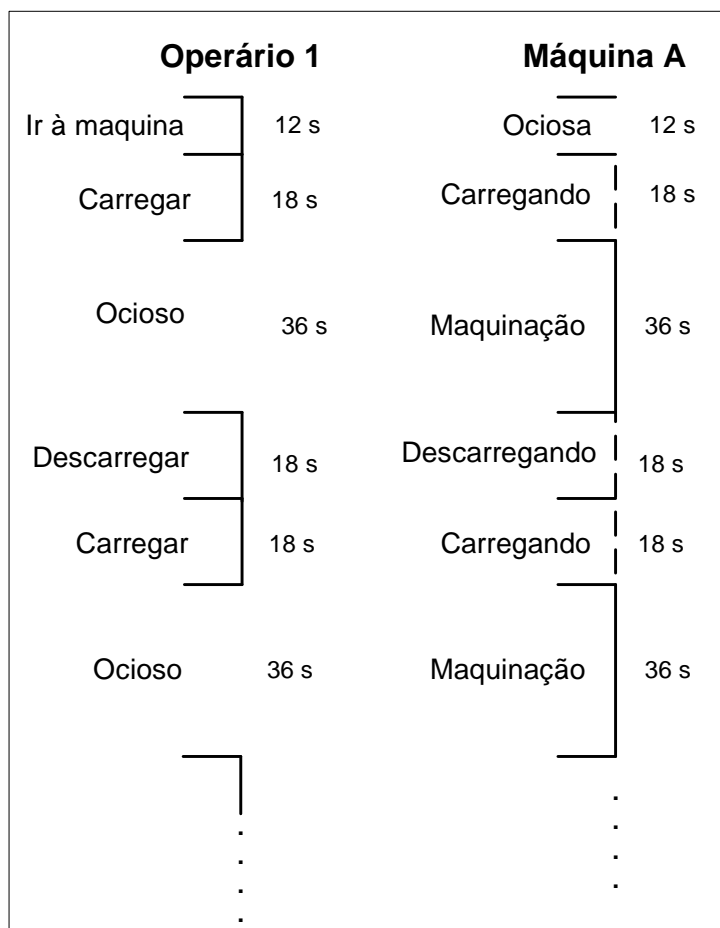 Operário 1 Máquina A
Ir à maquina 12 s Ociosa 12 s
Carregar 18 s Carregando 18 s
Ocioso 36 s Maquinação 36 s
Descarregar 18 s Descarregando 18 s
Carregar 18 s Carregando 18 s
Ocioso 36 s Maquinação 36 s